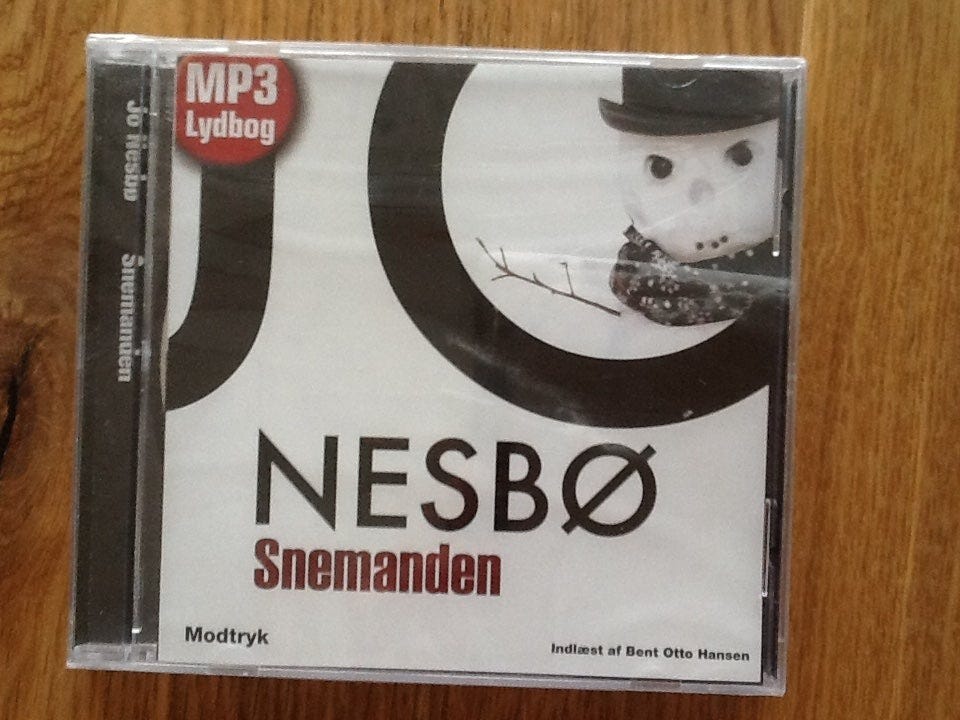 MP3
Lydbog
JO
NESBØ
Snemanden
Modtryk
Indlæst af Bent Otto Hansen
Jo Nesbø Snemanden